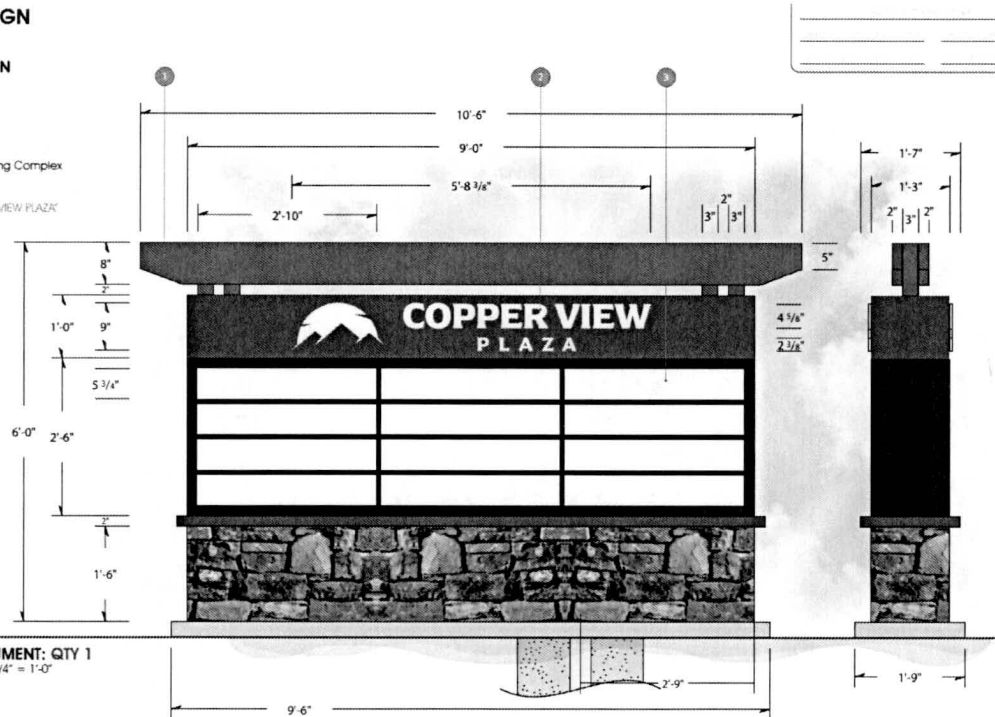 GN
N
1 2 3
10'-6"
9'-0"
ng Complex
1'-7"
5'-8 3/8"
1'-3"
VIEW PLAZA"
2'-10"
3" 2" 3"
2" 3" 2"
8"
5"
2"
1'-0" 9"
COPPER VIEW
PLAZA
4 5/8"
2 3/8"
5 3/4"
6'-0" 2'-6"
2"
1'-6"
MENT: QTY 1
/4" = 1'-0"
2'-9"
1'-9"
9'-6"